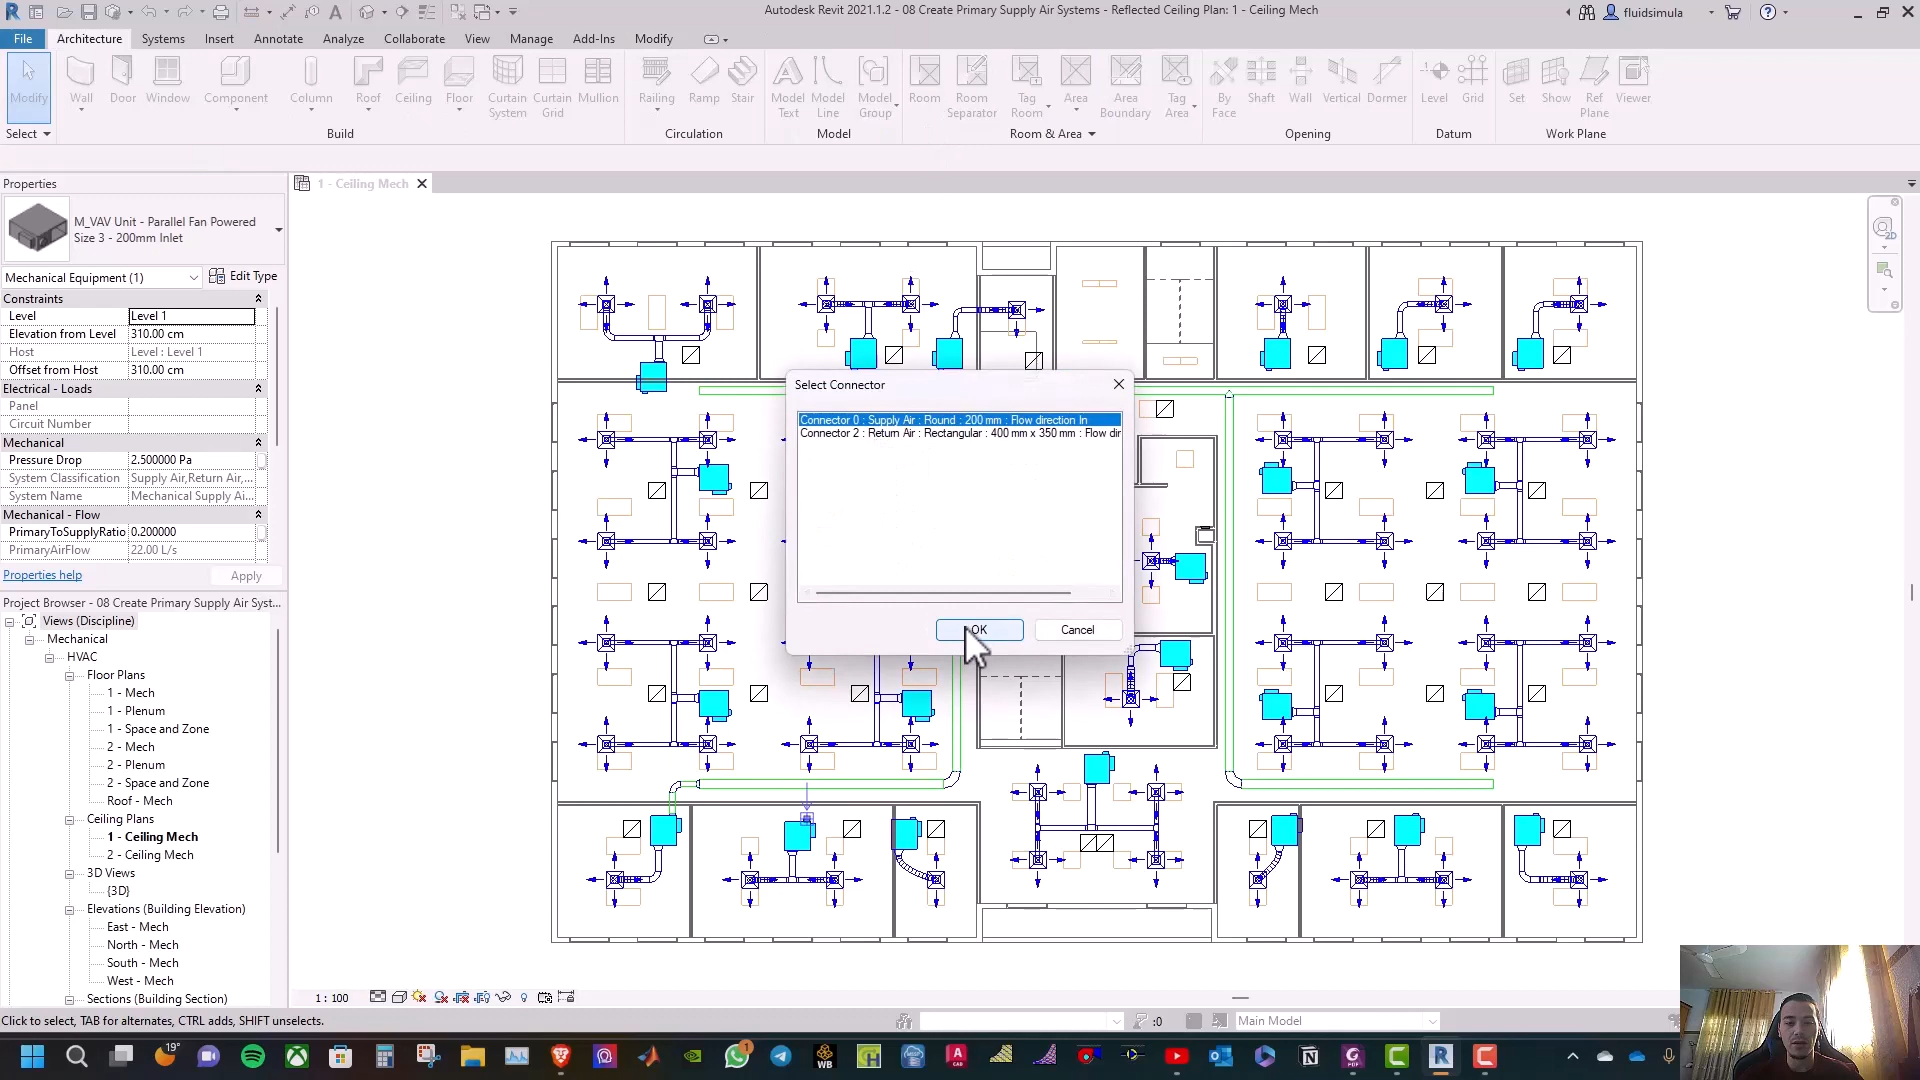 Autodesk Revit 2021.1.2 - 08 Create Primary Supply Air Systems - Reflected Ceiling Plan: 1 - Ceiling Mech
fluidsimula
File
Architecture
Systems
Insert
Annotate
Analyze
Collaborate
View
Manage
Add-Ins
Modify
Modify
Wall
Door
Window
Component
Column
Roof
Ceiling
Floor
Curtain System
Curtain Grid
Mullion
Railing
Ramp
Stair
Model Text
Model Line
Model Group
Room
Room Separator
Tag Room
Area
Area Boundary
Tag Area
By Face
Shaft
Wall
Vertical
Dormer
Level
Grid
Set
Show
Ref Plane
Viewer
Select
Build
Circulation
Model
Room & Area
Opening
Datum
Work Plane
Properties
1 - Ceiling Mech
M_VAV Unit - Parallel Fan Powered
Size 3 - 200mm Inlet
Mechanical Equipment (1)
Edit Type
Constraints
Level Level 1
Elevation from Level 310.00 cm
Host Level : Level 1
Offset from Host 310.00 cm
Electrical - Loads
Panel
Circuit Number
Mechanical
Pressure Drop 2.500000 Pa
System Classification Supply Air,Return Air,...
System Name Mechanical Supply Ai...
Mechanical - Flow
PrimaryToSupplyRatio 0.200000
PrimaryAirFlow 22.00 L/s
Properties help
Apply
Project Browser - 08 Create Primary Supply Air Syst...
Views (Discipline)
Mechanical
HVAC
Floor Plans
1 - Mech
1 - Plenum
1 - Space and Zone
2 - Mech
2 - Plenum
2 - Space and Zone
Roof - Mech
Ceiling Plans
1 - Ceiling Mech
2 - Ceiling Mech
3D Views
{3D}
Elevations (Building Elevation)
East - Mech
North - Mech
South - Mech
West - Mech
Sections (Building Section)
Select Connector
Connector 0 : Supply Air : Round : 200 mm : Flow direction In
Connector 2 : Return Air : Rectangular : 400 mm x 350 mm : Flow dir
OK
Cancel
2D
1 : 100
Click to select, TAB for alternates, CTRL adds, SHIFT unselects.
:0
Main Model
19°
1
WB